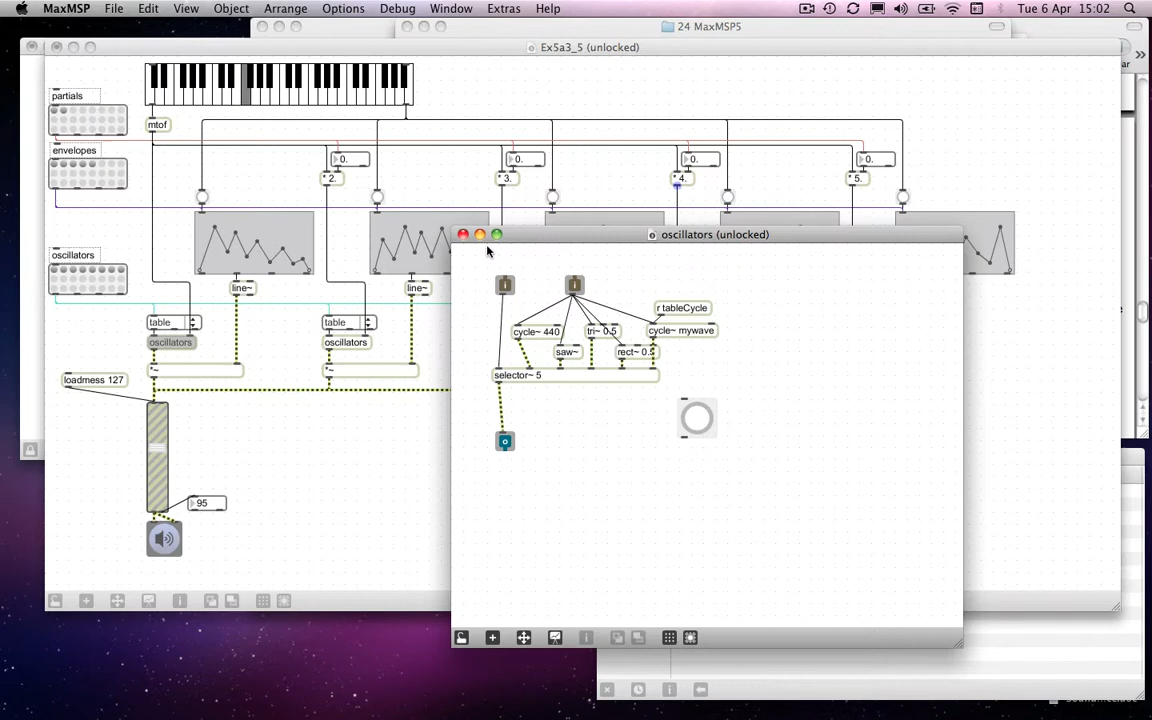 MaxMSP File Edit View Object Arrange Options Debug Window Extras Help Tue 6 Apr 15:02
24 MaxMSP5
Ex5a3_5 (unlocked)
partials
mtof
envelopes
0.
0.
0.
0.
* 2.
* 3.
* 4.
* 5.
oscillators
line~
line~
table
table
oscillators
oscillators
*~
*~
loadmess 127
95
oscillators (unlocked)
r tableCycle
cycle~ 440
tri~ 0.5
cycle~ mywave
saw~
rect~ 0.5
selector~ 5